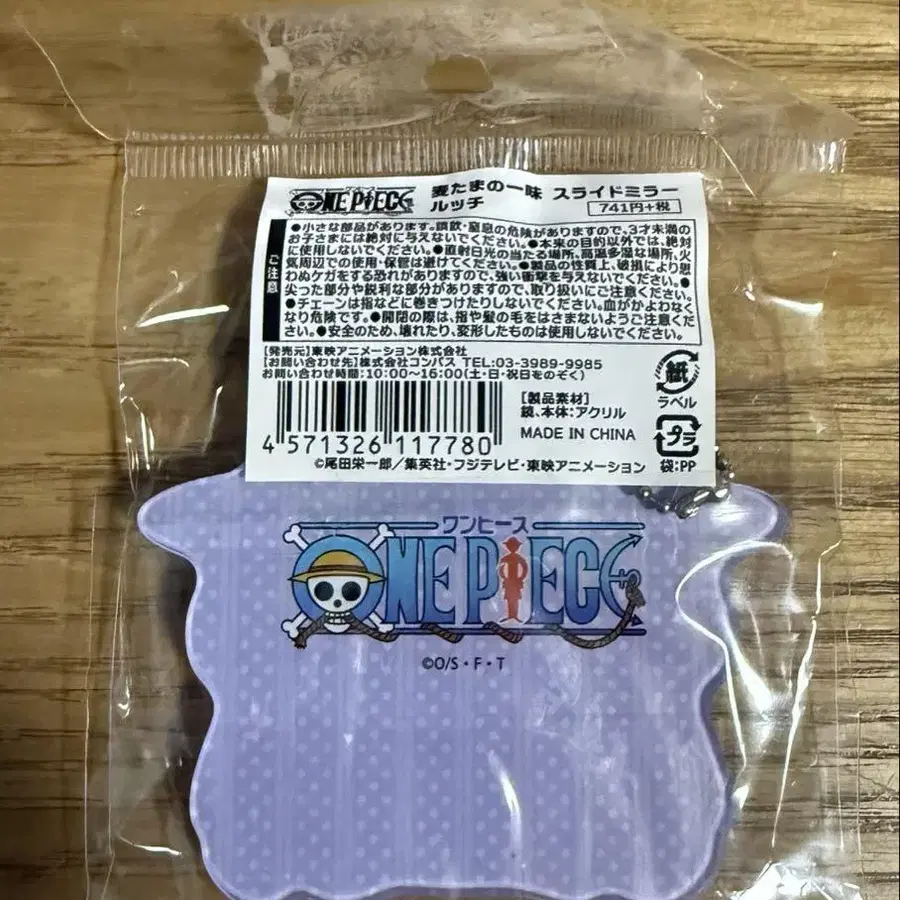 ワンピース
ONE PIECE
麦たまの一味 スライドミラー
ルッチ
741円+税
ご注意
●小さな部品があります。誤飲・窒息の危険がありますので、3才未満の
お子さまには絶対に与えないでください。●本来の目的以外では、絶対
に使用しないでください。●直射日光の当たる場所、高温多湿な場所、火
気周辺での使用・保管は避けてください。●製品の性質上、破損により思
わぬケガをする恐れがありますので、強い衝撃を与えないでください。●
尖った部分や鋭利な部分がありますので、取り扱いにご注意ください。
●チェーンは指などに巻きつけたりしないでください。血がかよわなく
なり危険です。●開閉の際は、指や髪の毛をはさまないようご注意くだ
さい。●安全のため、壊れたり、変形したものは使用しないでください。
[発売元]東映アニメーション株式会社
[お問い合わせ先]株式会社コンパス TEL:03-3989-9985
お問い合わせ時間:10:00〜16:00(土・日・祝日をのぞく)
紙
ラベル
[製品素材]
鏡、本体:アクリル
MADE IN CHINA
プラ
袋:PP
4 571326 117780
©尾田栄一郎/集英社・フジテレビ・東映アニメーション
ワンピース
ONE PIECE
©O/S・F・T